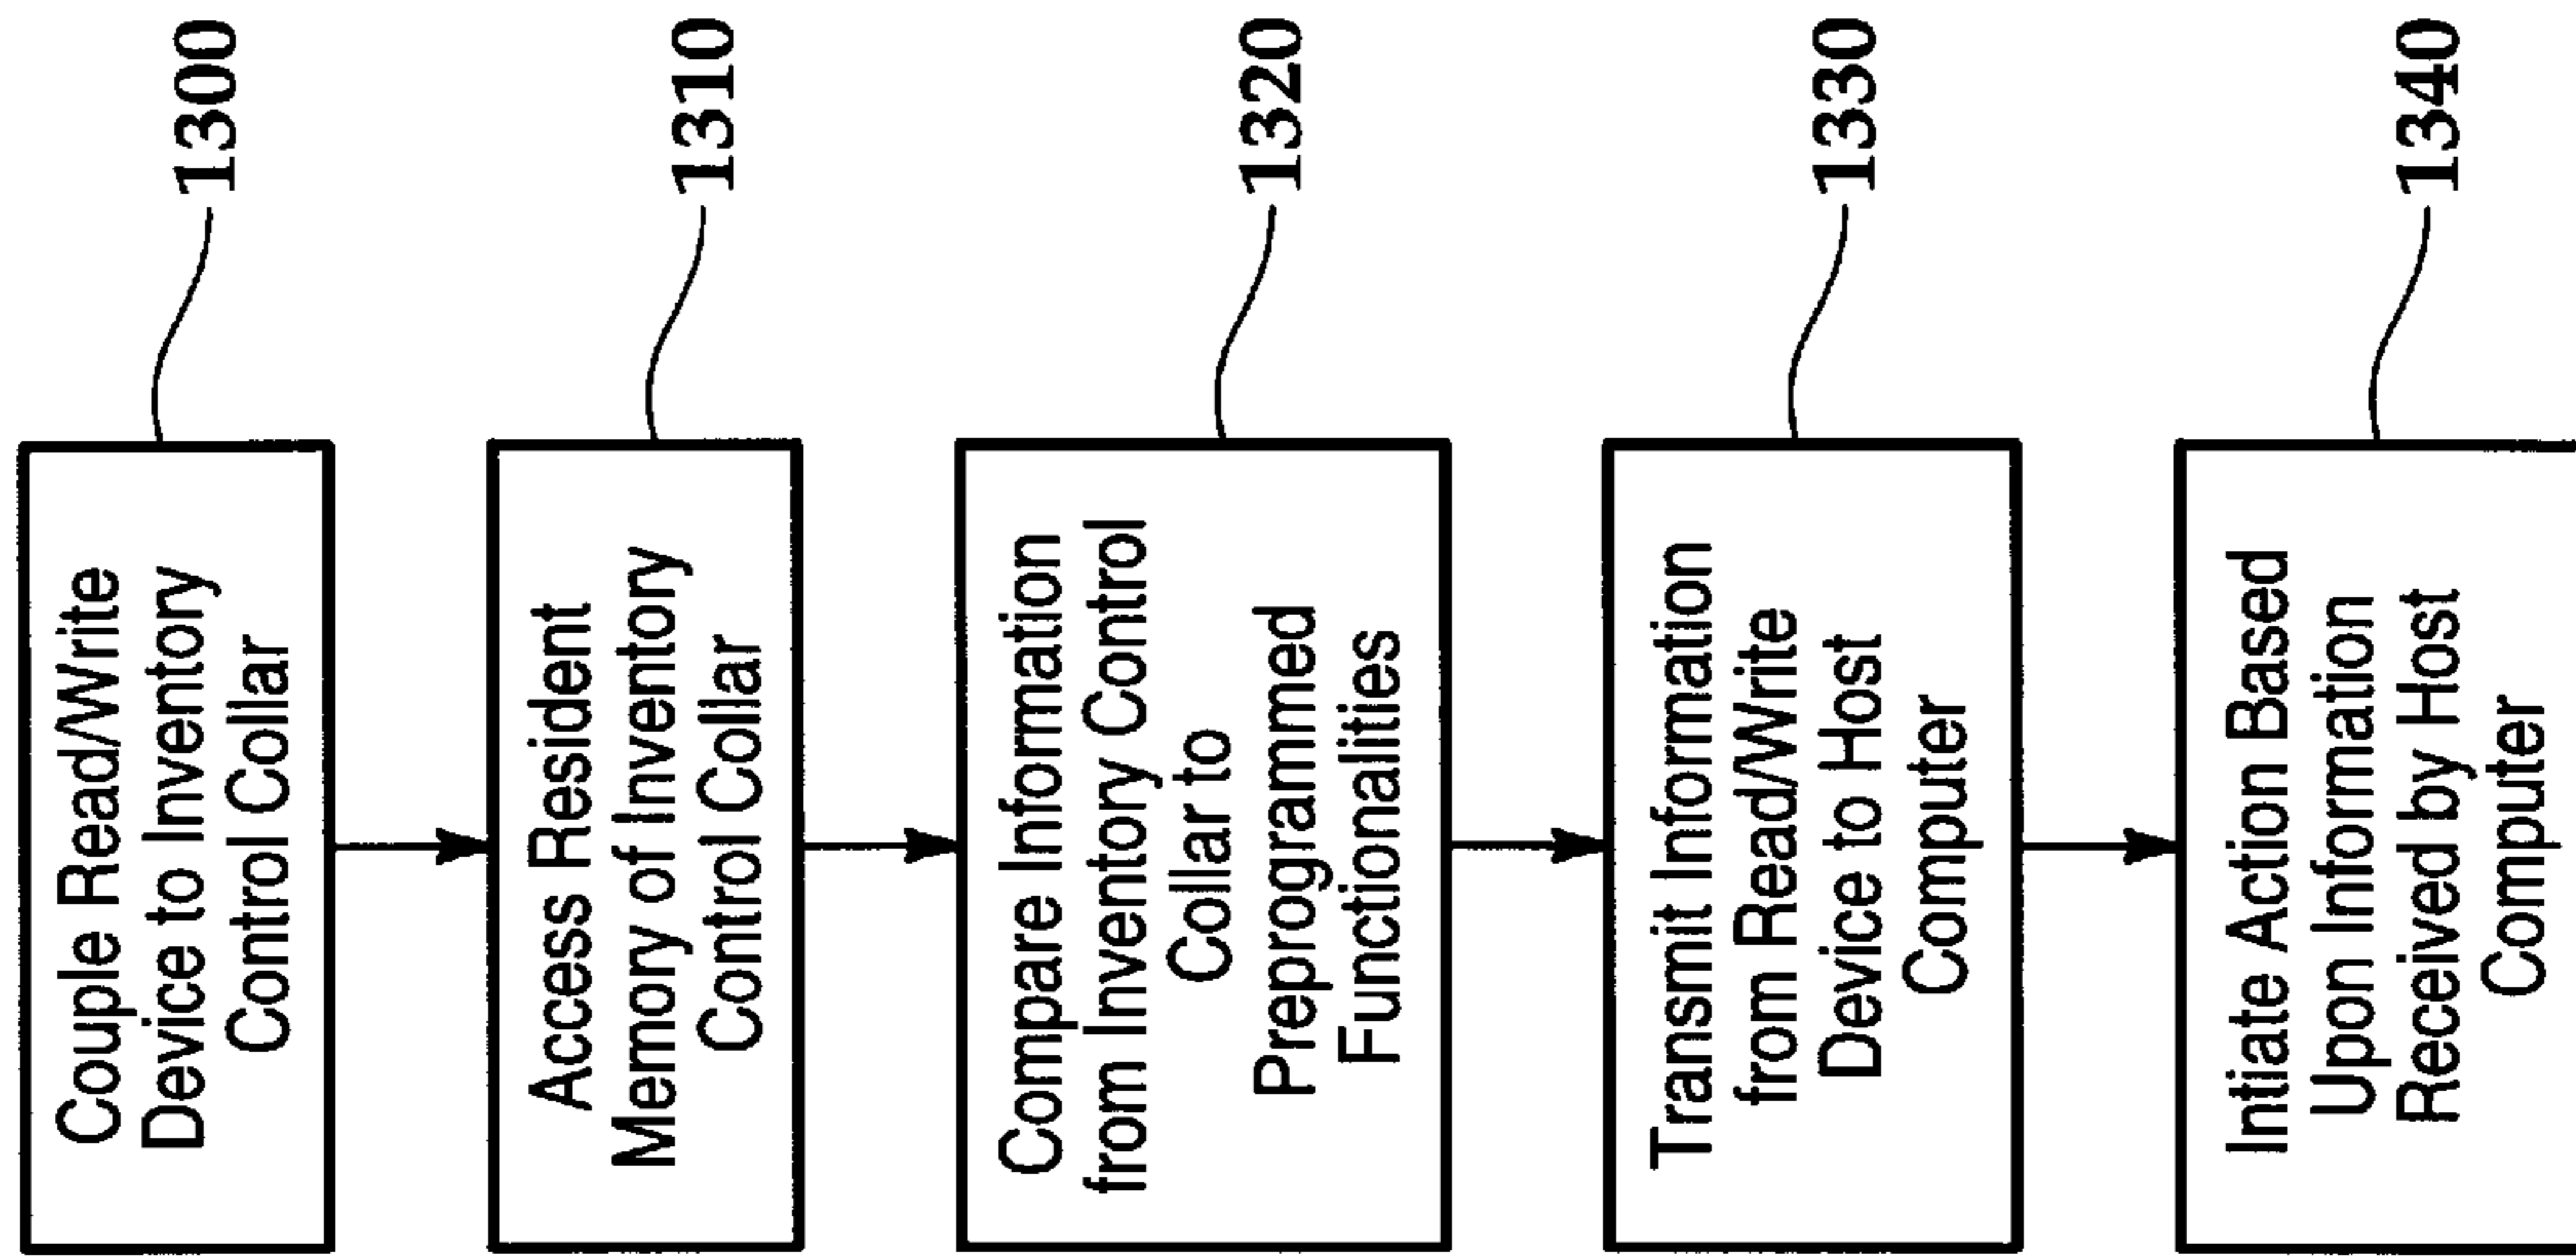 Couple Read/Write
Device to Inventory
Control Collar
1300
Access Resident
Memory of Inventory
Control Collar
1310
Compare Information
from Inventory Control
Collar to
Preprogrammed
Functionalities
1320
Transmit Information
from Read/Write
Device to Host
Computer
1330
Intiate Action Based
Upon Information
Received by Host
Computer
1340